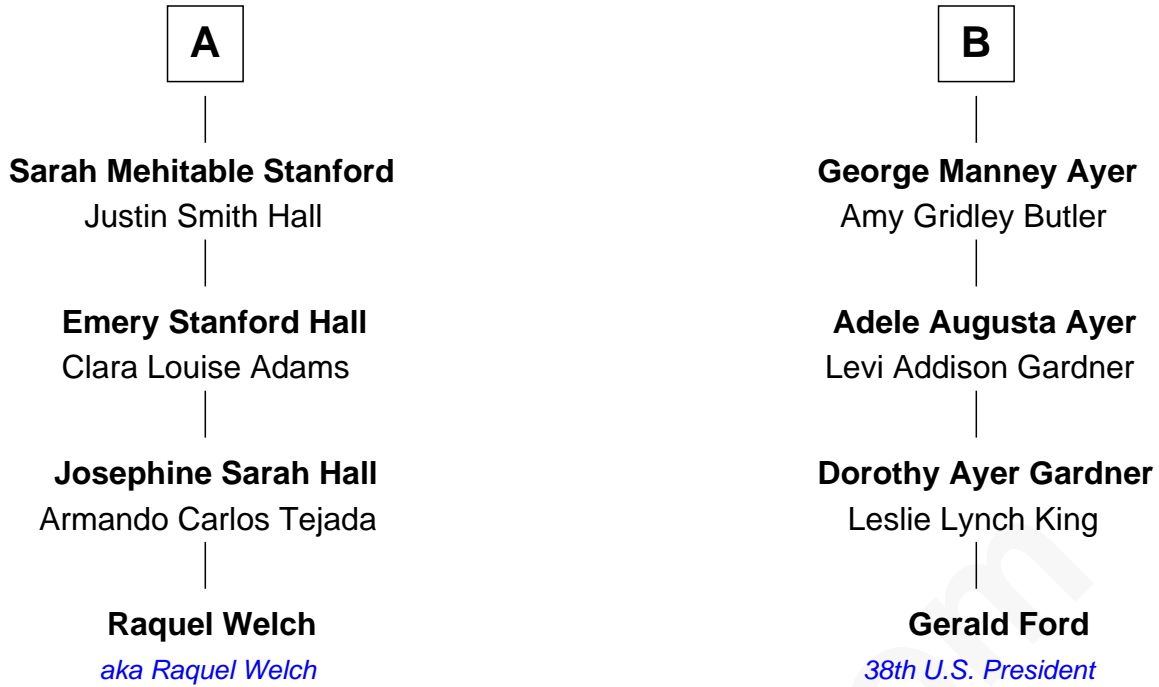 A
B
Sarah Mehitable Stanford
Justin Smith Hall
George Manney Ayer
Amy Gridley Butler
Emery Stanford Hall
Clara Louise Adams
Adele Augusta Ayer
Levi Addison Gardner
Josephine Sarah Hall
Armando Carlos Tejada
Dorothy Ayer Gardner
Leslie Lynch King
Raquel Welch
aka Raquel Welch
Gerald Ford
38th U.S. President